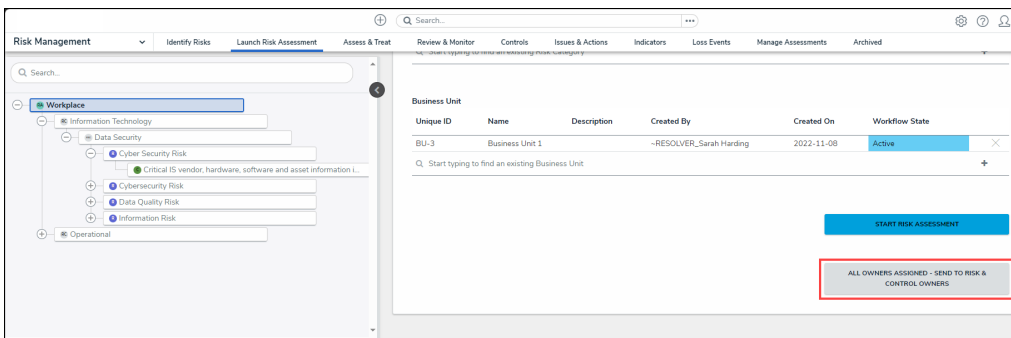 Search...
Risk Management
Identify Risks
Launch Risk Assessment
Assess & Treat
Review & Monitor
Controls
Issues & Actions
Indicators
Loss Events
Manage Assessments
Archived
Search...
Workplace
Information Technology
Data Security
Cyber Security Risk
Critical IS vendor, hardware, software and asset information i...
Cybersecurity Risk
Data Quality Risk
Information Risk
Operational
Start typing to find an existing Risk Category
Business Unit
Unique ID Name Description Created By Created On Workflow State
BU-3 Business Unit 1 ~RESOLVER_Sarah Harding 2022-11-08 Active
Start typing to find an existing Business Unit
START RISK ASSESSMENT
ALL OWNERS ASSIGNED - SEND TO RISK &
CONTROL OWNERS